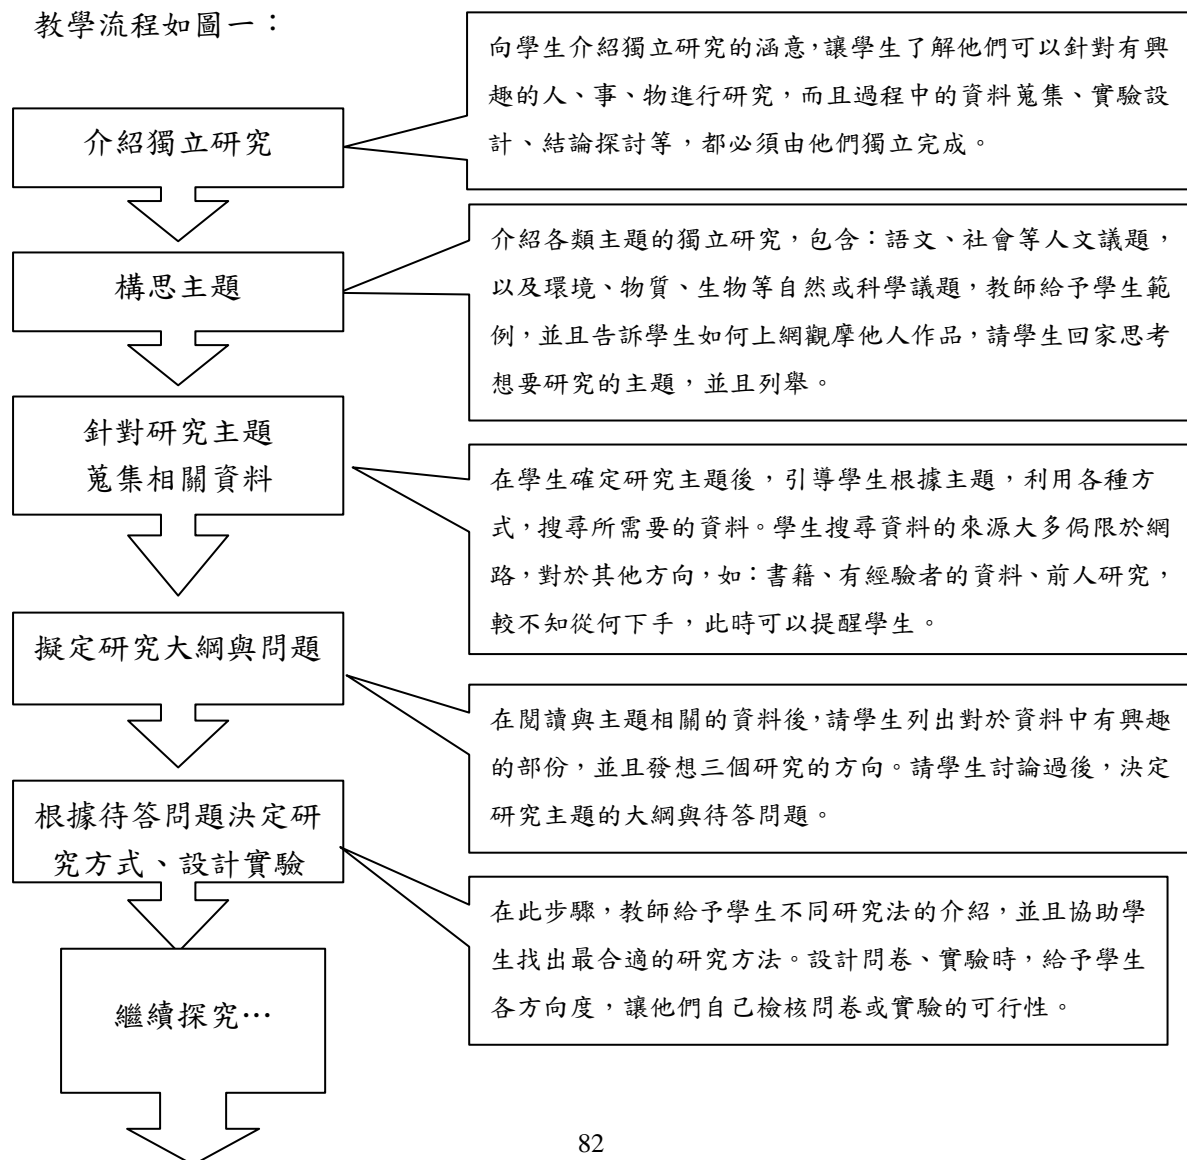 教學流程如圖一：
介紹獨立研究
向學生介紹獨立研究的涵意，讓學生了解他們可以針對有興
趣的人、事、物進行研究，而且過程中的資料蒐集、實驗設
計、結論探討等，都必須由他們獨立完成。
構思主題
介紹各類主題的獨立研究，包含：語文、社會等人文議題，
以及環境、物質、生物等自然或科學議題，教師給予學生範
例，並且告訴學生如何上網觀摩他人作品，請學生回家思考
想要研究的主題，並且列舉。
針對研究主題
蒐集相關資料
在學生確定研究主題後，引導學生根據主題，利用各種方
式，搜尋所需要的資料。學生搜尋資料的來源大多侷限於網
路，對於其他方向，如：書籍、有經驗者的資料、前人研究，
較不知從何下手，此時可以提醒學生。
擬定研究大綱與問題
在閱讀與主題相關的資料後，請學生列出對於資料中有興趣
的部份，並且發想三個研究的方向。請學生討論過後，決定
研究主題的大綱與待答問題。
根據待答問題決定研
究方式、設計實驗
在此步驟，教師給予學生不同研究法的介紹，並且協助學
生找出最合適的研究方法。設計問卷、實驗時，給予學生
各方向度，讓他們自己檢核問卷或實驗的可行性。
繼續探究…
82